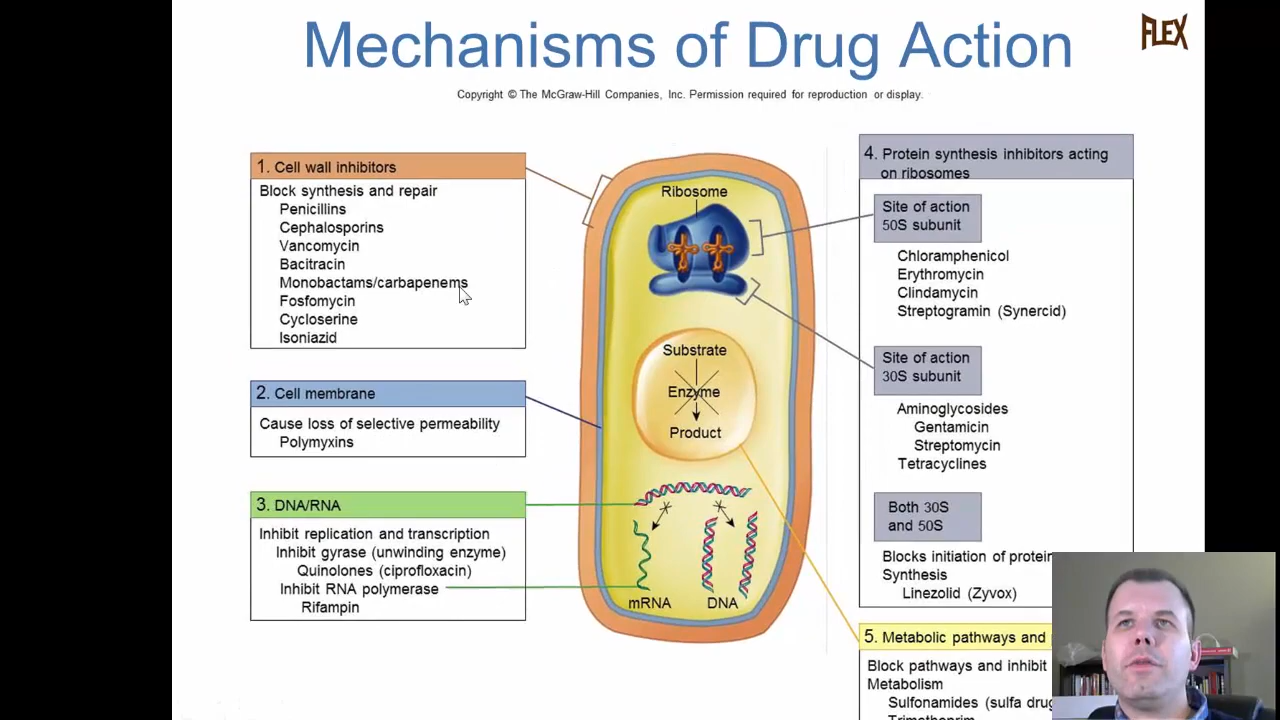 Mechanisms of Drug Action
FLEX
Copyright © The McGraw-Hill Companies, Inc. Permission required for reproduction or display.
1. Cell wall inhibitors
Block synthesis and repair
Penicillins
Cephalosporins
Vancomycin
Bacitracin
Monobactams/carbapenems
Fosfomycin
Cycloserine
Isoniazid
2. Cell membrane
Cause loss of selective permeability
Polymyxins
3. DNA/RNA
Inhibit replication and transcription
Inhibit gyrase (unwinding enzyme)
Quinolones (ciprofloxacin)
Inhibit RNA polymerase
Rifampin
Ribosome
Substrate
Enzyme
Product
mRNA
DNA
4. Protein synthesis inhibitors acting
on ribosomes
Site of action
50S subunit
Chloramphenicol
Erythromycin
Clindamycin
Streptogramin (Synercid)
Site of action
30S subunit
Aminoglycosides
Gentamicin
Streptomycin
Tetracyclines
Both 30S
and 50S
Blocks initiation of protein
Synthesis
Linezolid (Zyvox)
5. Metabolic pathways and
Block pathways and inhibit
Metabolism
Sulfonamides (sulfa
Trimethoprim